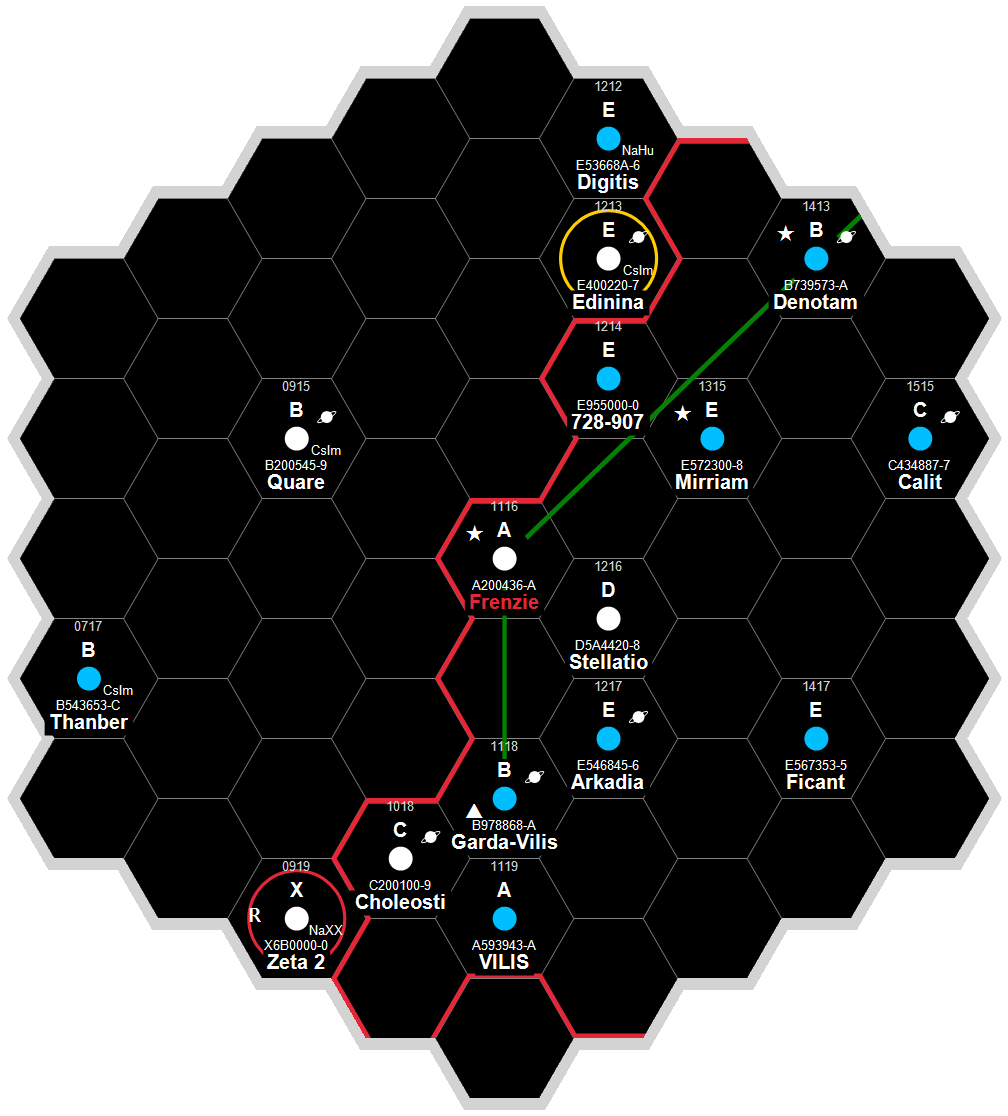 1212
E
NaHu
E53668A-6
Digitis
1213
E
CsIm
E400220-7
Edinina
1413
B
B739573-A
Denotam
1214
E
E955000-0
728-907
0915
B
CsIm
B200545-9
Quare
1315
E
E572300-8
Mirriam
1515
C
C434887-7
Calit
1116
A
A200436-A
Frenzie
1216
D
D5A4420-8
Stellatio
0717
B
CsIm
B543653-C
Thanber
1217
E
E546845-6
Arkadia
1417
E
E567353-5
Ficant
1118
B
B978868-A
Garda-Vilis
1018
C
C200100-9
Choleosti
0919
X
R
NaXX
X6B0000-0
Zeta 2
1119
A
A593943-A
VILIS